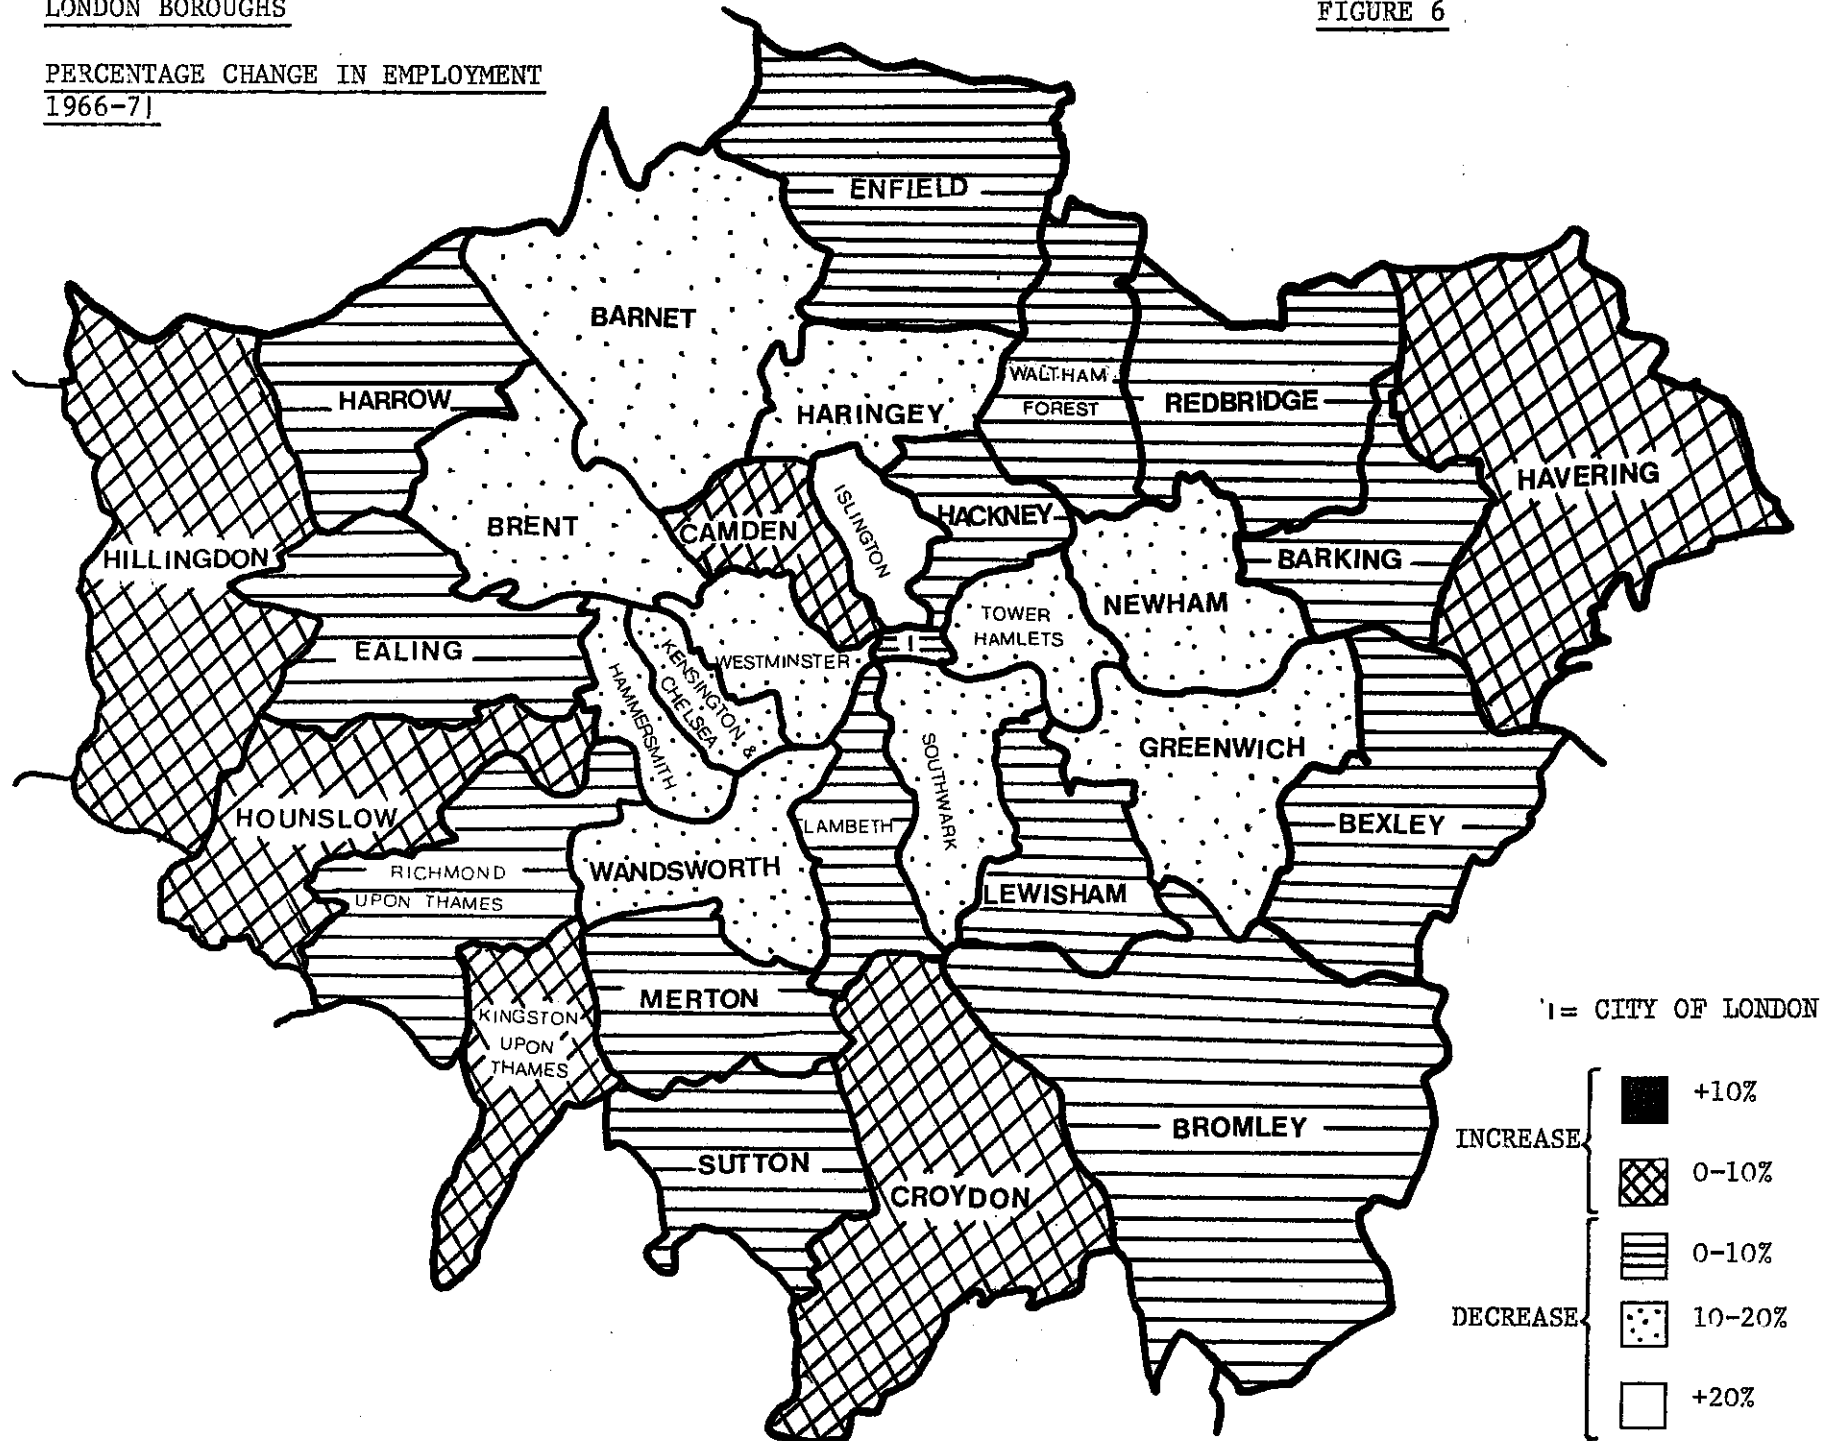 LONDON BOROUGHS
FIGURE 6
PERCENTAGE CHANGE IN EMPLOYMENT
1966-71
ENFIELD
BARNET
HARROW
HARINGEY
WALTHAM
FOREST
REDBRIDGE
HAVERING
HILLINGDON
BRENT
CAMDEN
ISLINGTON
HACKNEY
BARKING
EALING
HAMMERSMITH
KENSINGTON &
CHELSEA
WESTMINSTER
1
TOWER
HAMLETS
NEWHAM
HOUNSLOW
RICHMOND
UPON THAMES
WANDSWORTH
LAMBETH
SOUTHWARK
LEWISHAM
GREENWICH
BEXLEY
KINGSTON
UPON
THAMES
MERTON
SUTTON
CROYDON
BROMLEY
1= CITY OF LONDON
INCREASE
+10%
0-10%
DECREASE
0-10%
10-20%
+20%